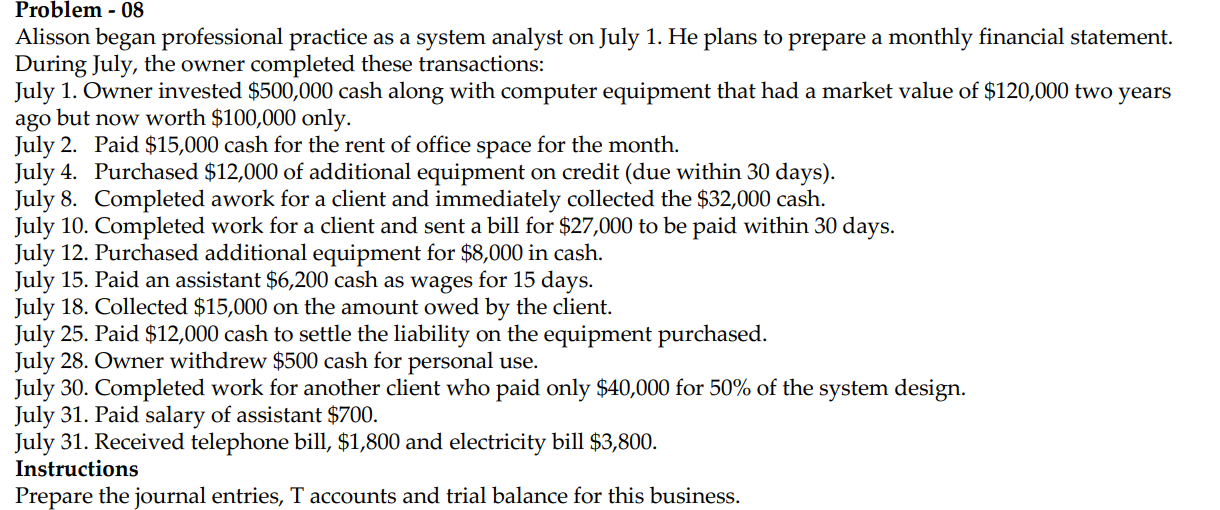 Problem - 08
Alisson began professional practice as a system analyst on July 1. He plans to prepare a monthly financial statement.
During July, the owner completed these transactions:
July 1. Owner invested $500,000 cash along with computer equipment that had a market value of $120,000 two years
ago but now worth $100,000 only.
July 2. Paid $15,000 cash for the rent of office space for the month.
July 4. Purchased $12,000 of additional equipment on credit (due within 30 days).
July 8. Completed awork for a client and immediately collected the $32,000 cash.
July 10. Completed work for a client and sent a bill for $27,000 to be paid within 30 days.
July 12. Purchased additional equipment for $8,000 in cash.
July 15. Paid an assistant $6,200 cash as wages for 15 days.
July 18. Collected $15,000 on the amount owed by the client.
July 25. Paid $12,000 cash to settle the liability on the equipment purchased.
July 28. Owner withdrew $500 cash for personal use.
July 30. Completed work for another client who paid only $40,000 for 50% of the system design.
July 31. Paid salary of assistant $700.
July 31. Received telephone bill, $1,800 and electricity bill $3,800.
Instructions
Prepare the journal entries, T accounts and trial balance for this business.